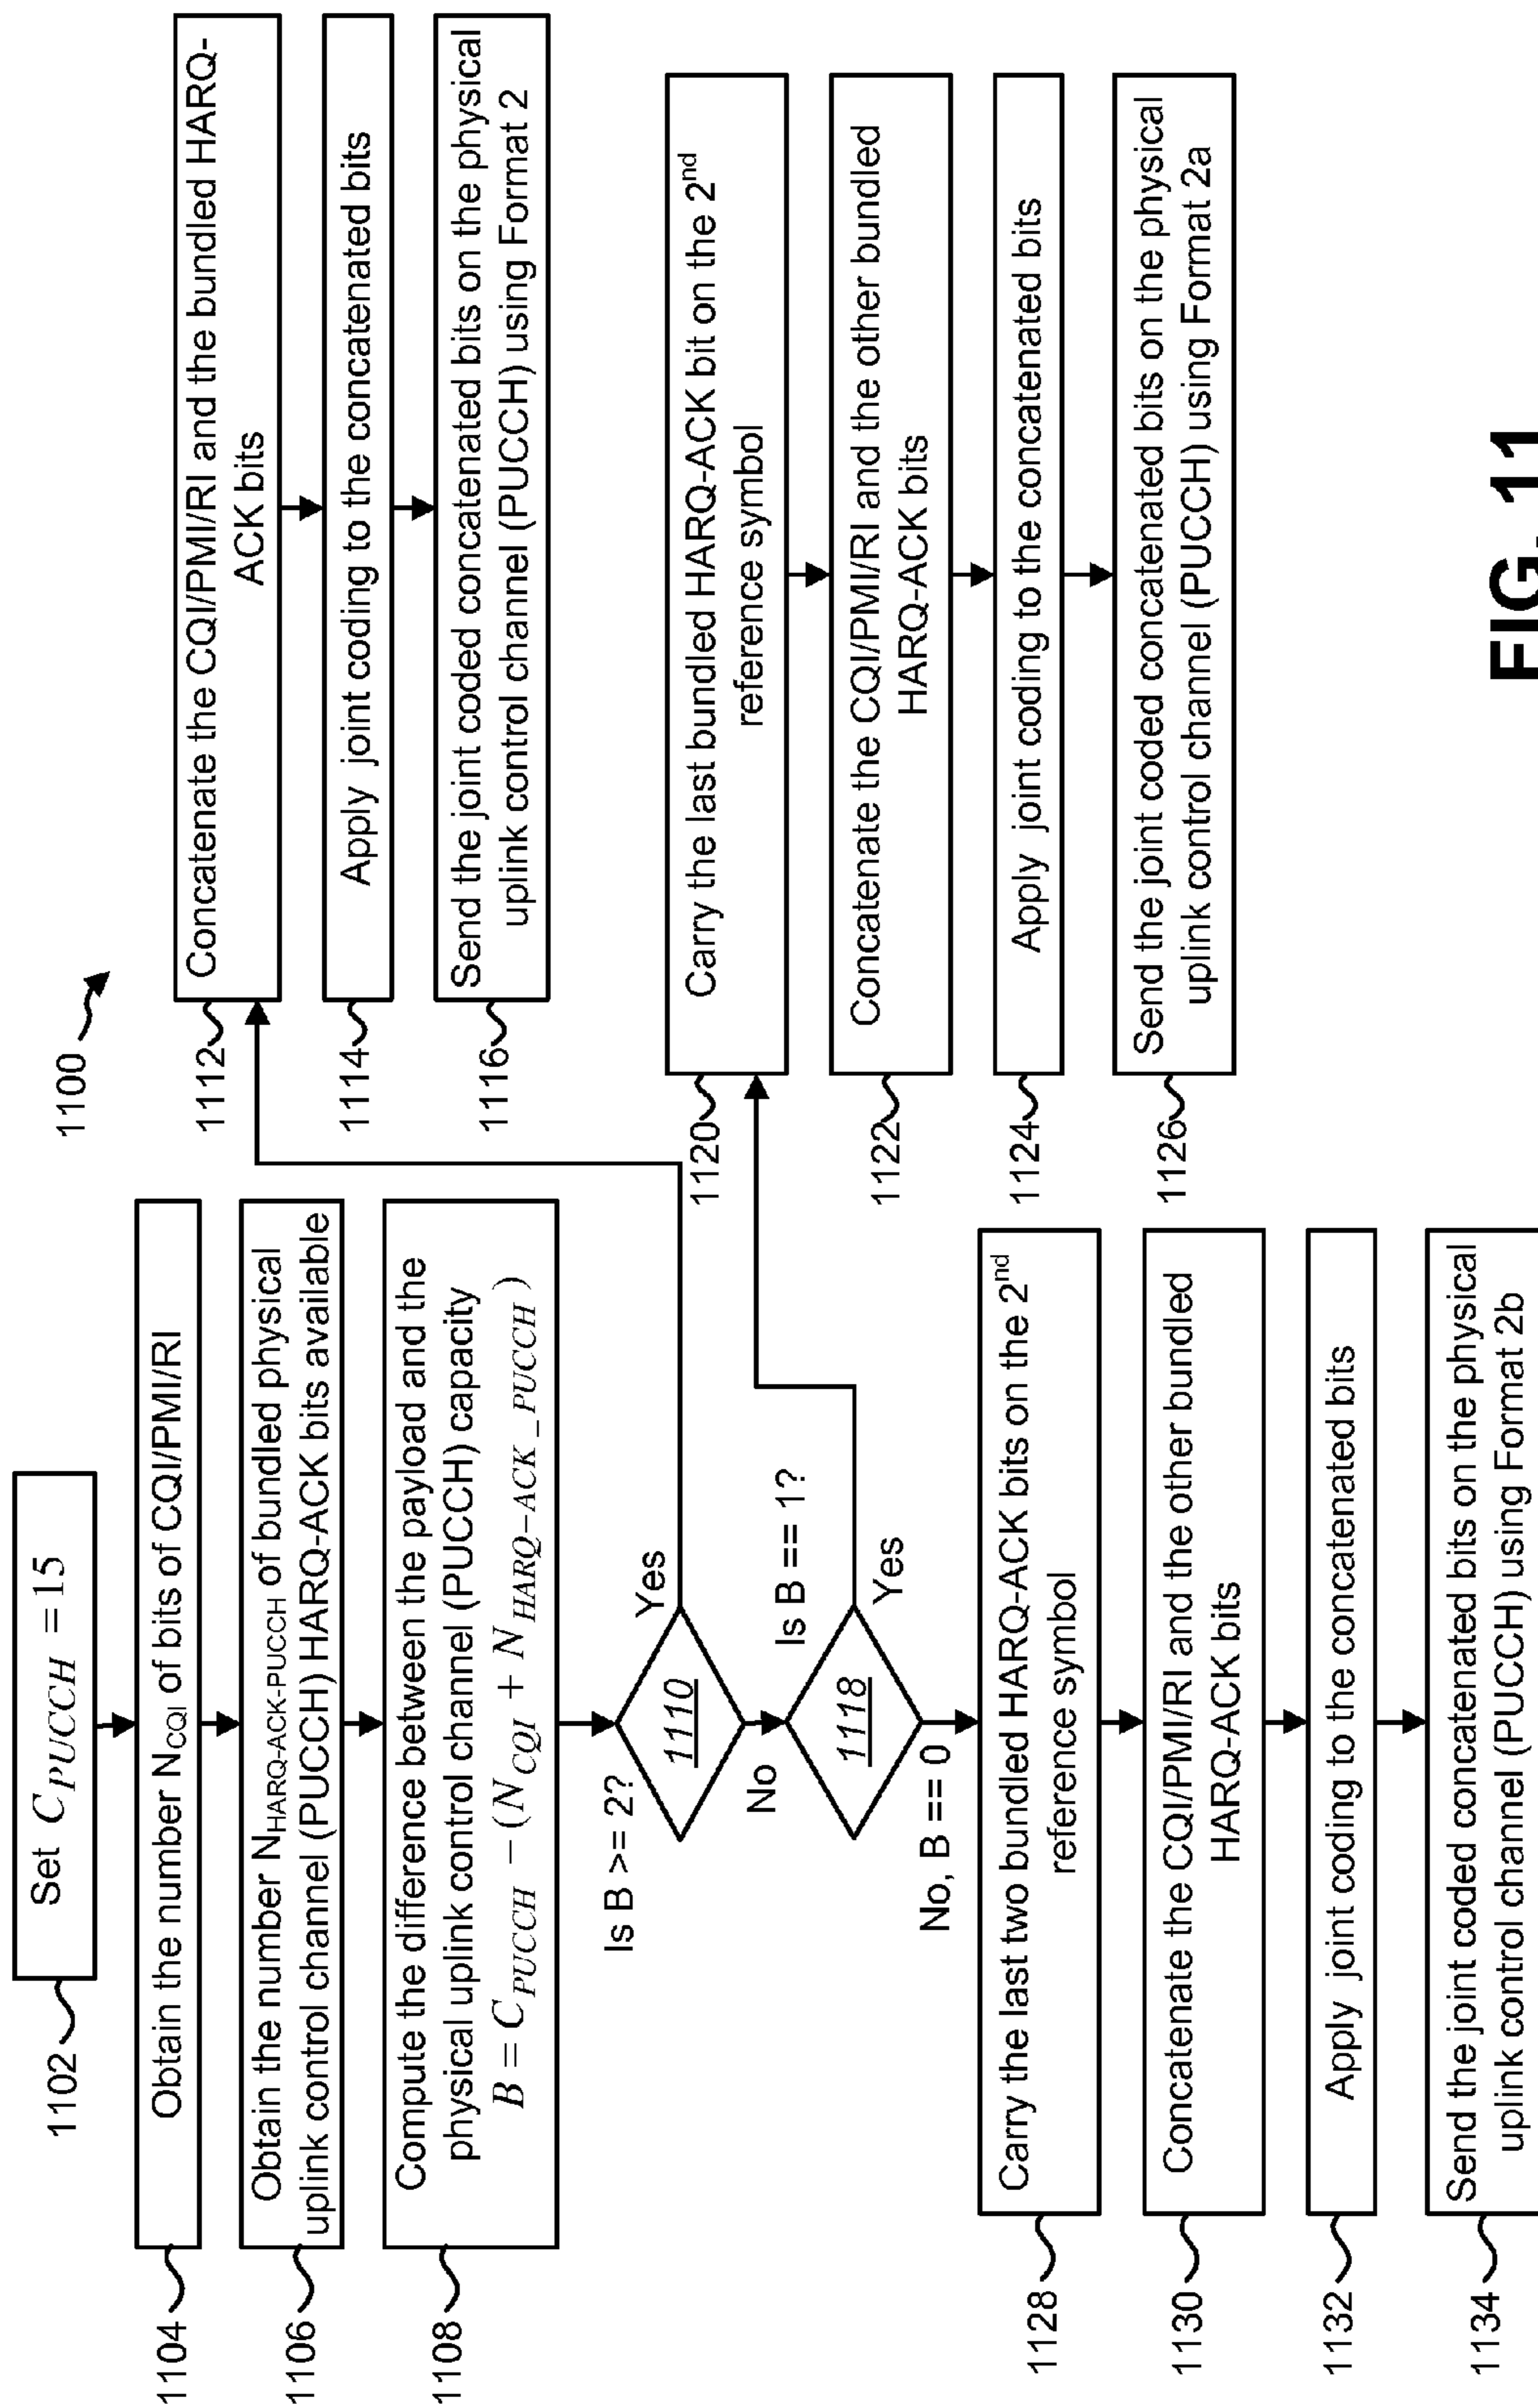 1100
1102
Set C_PUCCH = 15
1104
Obtain the number N_CQI of bits of CQI/PMI/RI
1106
Obtain the number N_HARQ-ACK-PUCCH of bundled physical
uplink control channel (PUCCH) HARQ-ACK bits available
1108
Compute the difference between the payload and the
physical uplink control channel (PUCCH) capacity
B = C_PUCCH − (N_CQI + N_HARQ−ACK_PUCCH)
Is B >= 2?
1110
Yes
No
1112
Concatenate the CQI/PMI/RI and the bundled HARQ-
ACK bits
1114
Apply joint coding to the concatenated bits
1116
Send the joint coded concatenated bits on the physical
uplink control channel (PUCCH) using Format 2
Is B == 1?
1118
Yes
No, B == 0
1120
Carry the last bundled HARQ-ACK bit on the 2nd
reference symbol
1122
Concatenate the CQI/PMI/RI and the other bundled
HARQ-ACK bits
1124
Apply joint coding to the concatenated bits
1126
Send the joint coded concatenated bits on the physical
uplink control channel (PUCCH) using Format 2a
1128
Carry the last two bundled HARQ-ACK bits on the 2nd
reference symbol
1130
Concatenate the CQI/PMI/RI and the other bundled
HARQ-ACK bits
1132
Apply joint coding to the concatenated bits
1134
Send the joint coded concatenated bits on the physical
uplink control channel (PUCCH) using Format 2b
FIG. 11